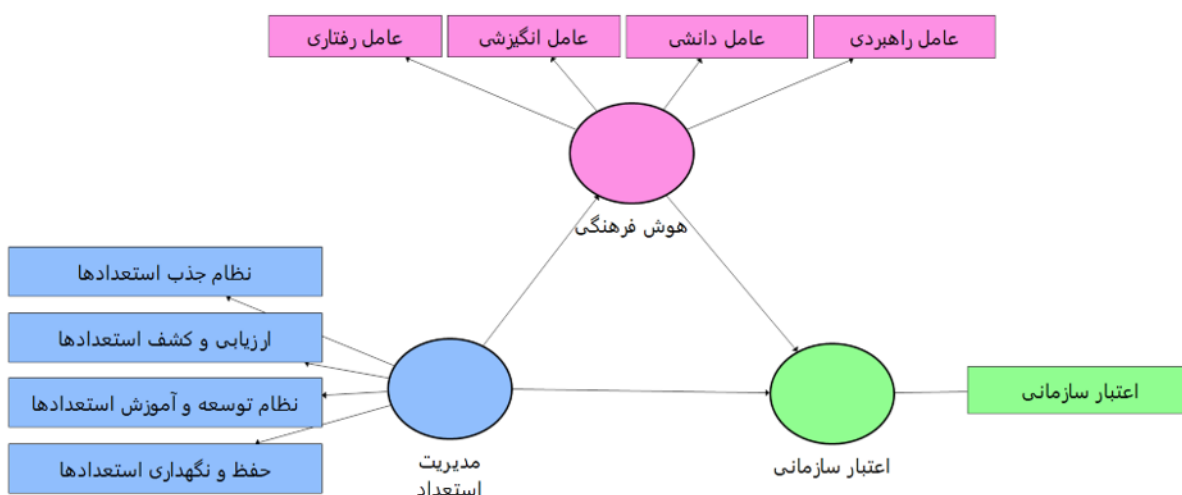 عامل راهبردی
عامل دانشی
عامل انگیزشی
عامل رفتاری
هوش فرهنگی
نظام جذب استعدادها
ارزیابی و کشف استعدادها
نظام توسعه و آموزش استعدادها
حفظ و نگهداری استعدادها
مدیریت
استعداد
اعتبار سازمانی
اعتبار سازمانی